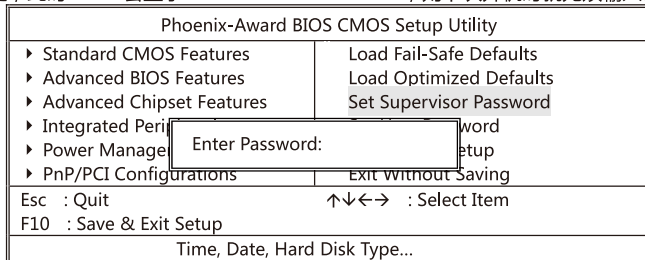 Phoenix-Award BIOS CMOS Setup Utility
Standard CMOS Features
Load Fail-Safe Defaults
Advanced BIOS Features
Load Optimized Defaults
Advanced Chipset Features
Set Supervisor Password
Integrated
Power
Enter Password:
PnP/PCI Configurations
Exit Without Saving
Esc : Quit
↑↓←→ : Select Item
F10 : Save & Exit Setup
Time, Date, Hard Disk Type...